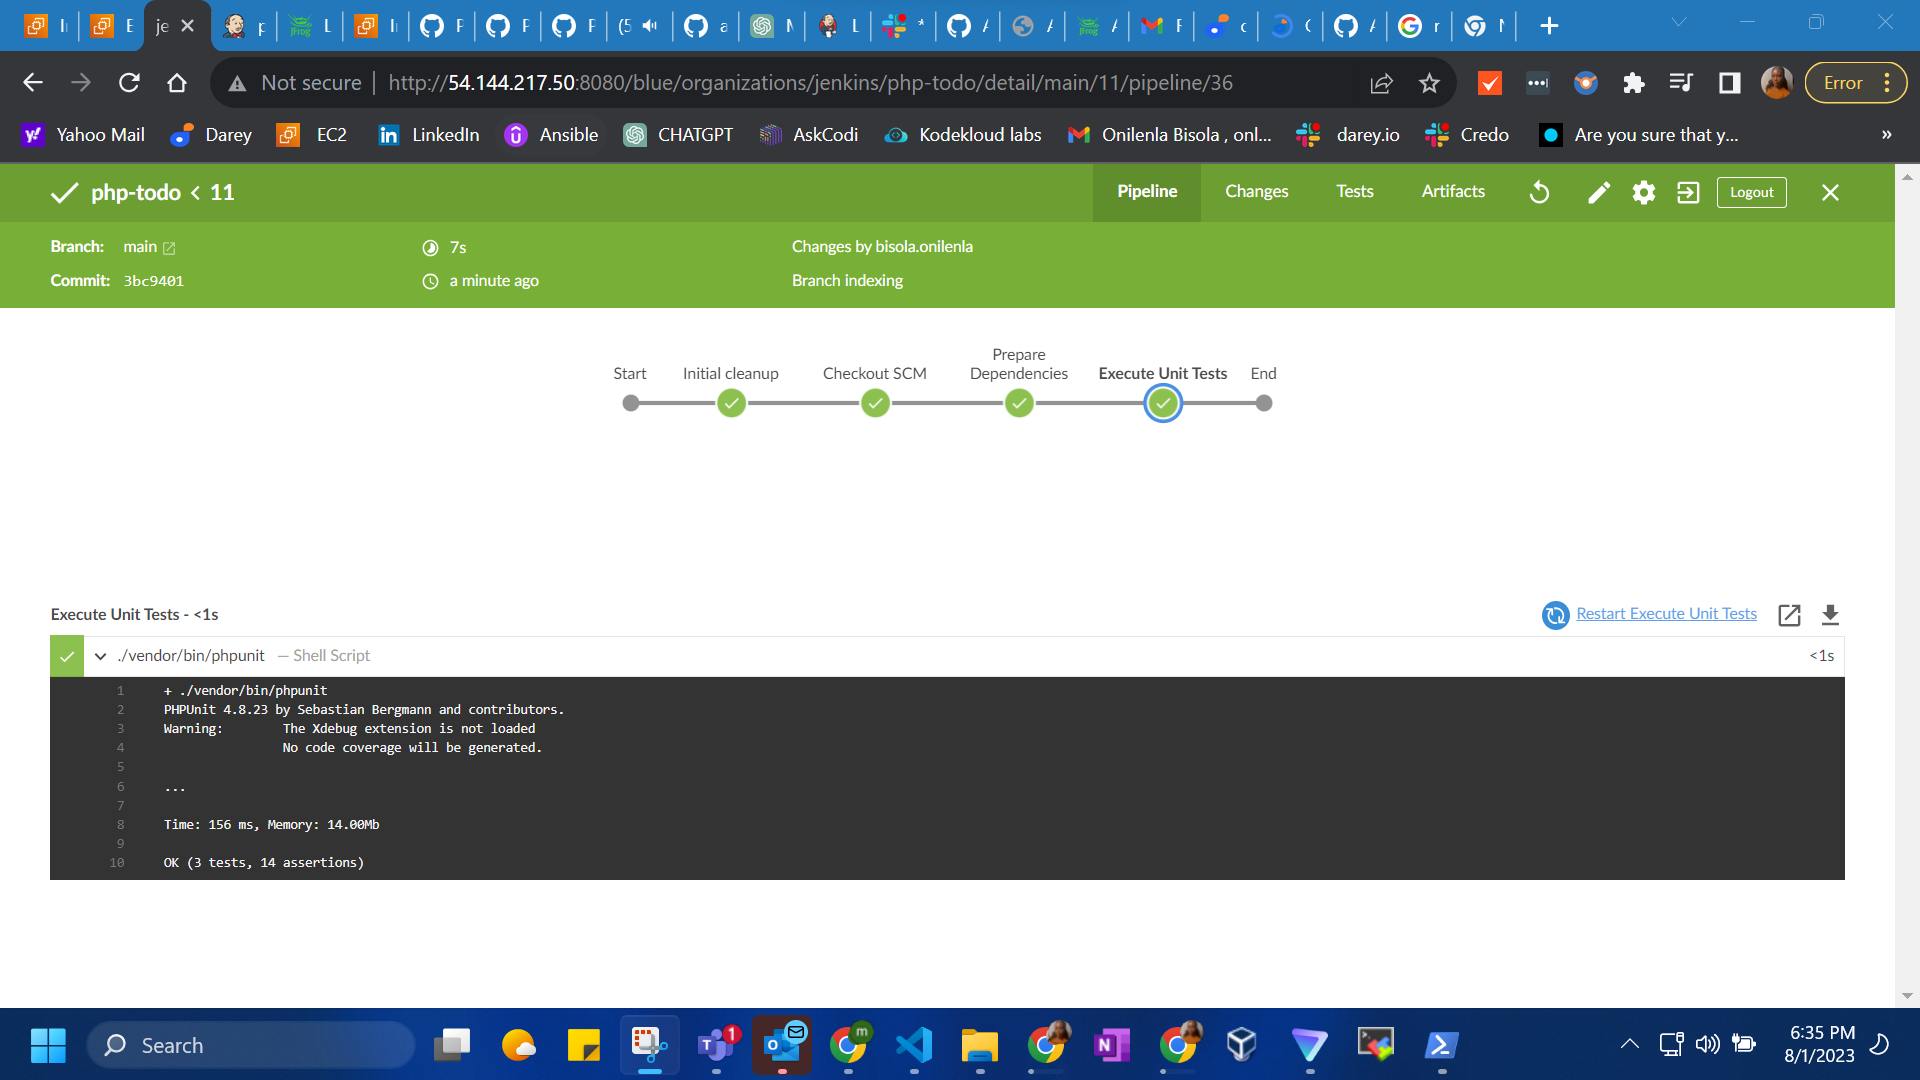 Not secure
http://54.144.217.50:8080/blue/organizations/jenkins/php-todo/detail/main/11/pipeline/36
Error
Yahoo Mail
Darey
EC2
LinkedIn
Ansible
CHATGPT
AskCodi
Kodekloud labs
Onilenla Bisola , onl...
darey.io
Credo
Are you sure that y...
»
php-todo < 11
Pipeline
Changes
Tests
Artifacts
Logout
Branch: main
7s
Changes by bisola.onilenla
Commit: 3bc9401
a minute ago
Branch indexing
Start
Initial cleanup
Checkout SCM
Prepare
Dependencies
Execute Unit Tests
End
Execute Unit Tests - <1s
Restart Execute Unit Tests
./vendor/bin/phpunit — Shell Script
<1s
1 + ./vendor/bin/phpunit
2 PHPUnit 4.8.23 by Sebastian Bergmann and contributors.
3 Warning: The Xdebug extension is not loaded
4 No code coverage will be generated.
5
6 ...
7
8 Time: 156 ms, Memory: 14.00Mb
9
10 OK (3 tests, 14 assertions)
Search
1
m
6:35 PM
8/1/2023